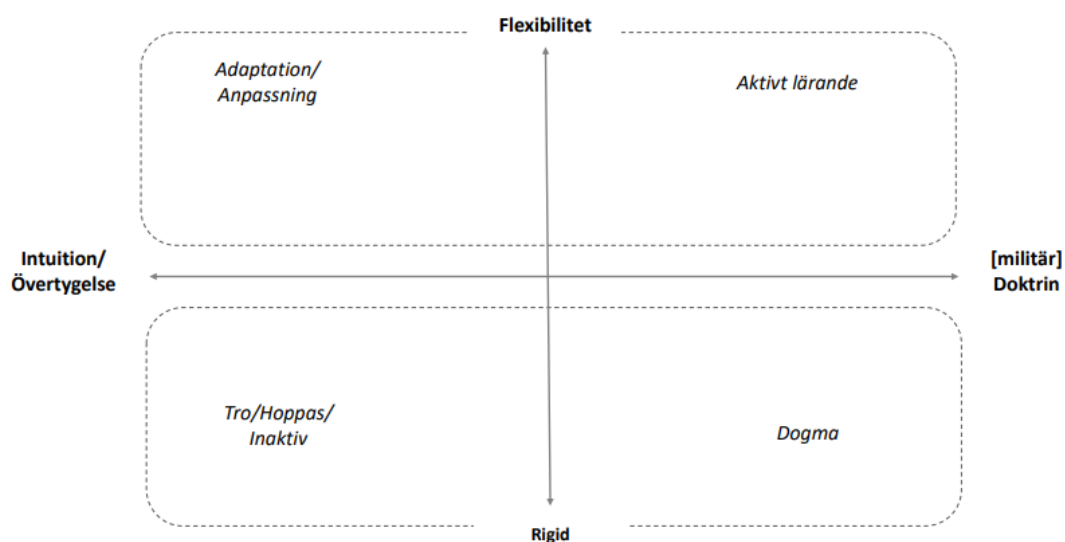 Flexibilitet
Adaptation/
Anpassning
Aktivt lärande
Intuition/
Övertygelse
[militär]
Doktrin
Tro/Hoppas/
Inaktiv
Dogma
Rigid